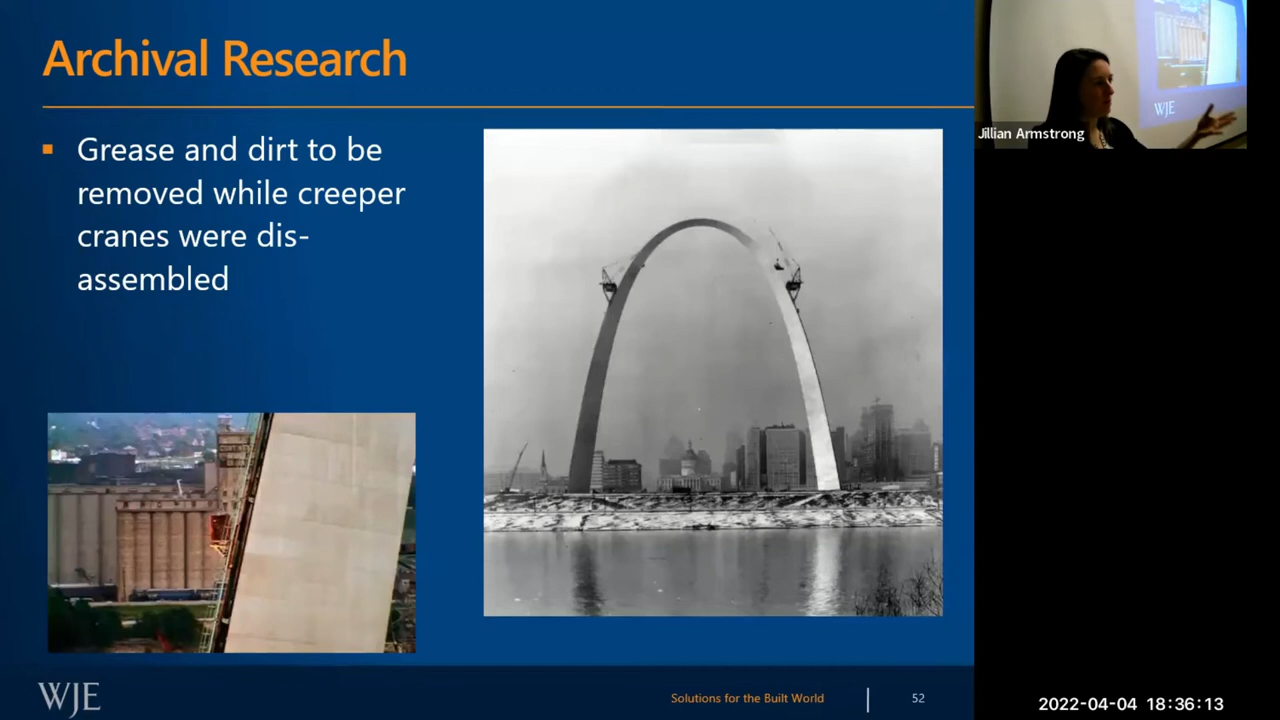 Archival Research
Grease and dirt to be
removed while creeper
cranes were dis-
assembled
WJE
Solutions for the Built World
52
WJE
Jillian Armstrong
2022-04-04 18:36:13